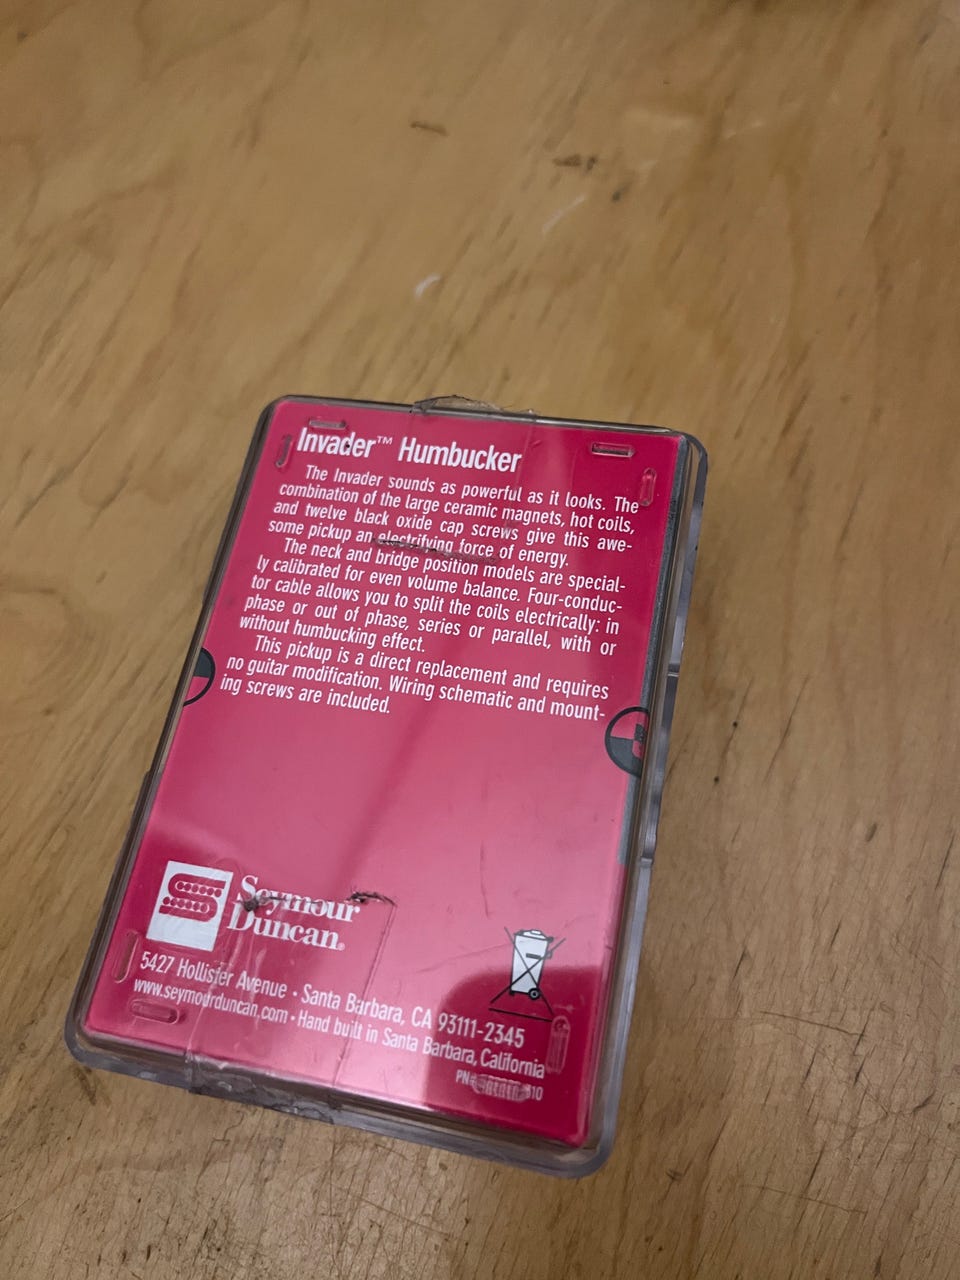 Invader™ Humbucker
The Invader sounds as powerful as it looks. The
combination of the large ceramic magnets, hot coils,
and twelve black oxide cap screws give this awe-
some pickup an electrifying force of energy.
The neck and bridge position models are special-
ly calibrated for even volume balance. Four-conduc-
tor cable allows you to split the coils electrically: in
phase or out of phase, series or parallel, with or
without humbucking effect.
This pickup is a direct replacement and requires
no guitar modification. Wiring schematic and mount-
ing screws are included.
Seymour
Duncan®
5427 Hollister Avenue • Santa Barbara, CA 93111-2345
www.seymourduncan.com • Hand built in Santa Barbara, California